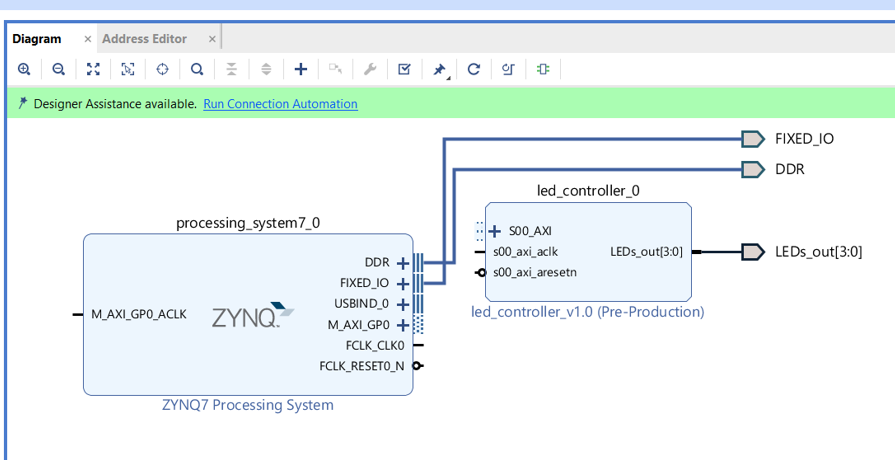 Diagram × Address Editor ×
Designer Assistance available. Run Connection Automation
FIXED_IO
DDR
led_controller_0
processing_system7_0
S00_AXI
s00_axi_aclk LEDs_out[3:0]
LEDs_out[3:0]
s00_axi_aresetn
led_controller_v1.0 (Pre-Production)
DDR
FIXED_IO
USBIND_0
M_AXI_GP0_ACLK
ZYNQ
M_AXI_GP0
FCLK_CLK0
FCLK_RESET0_N
ZYNQ7 Processing System